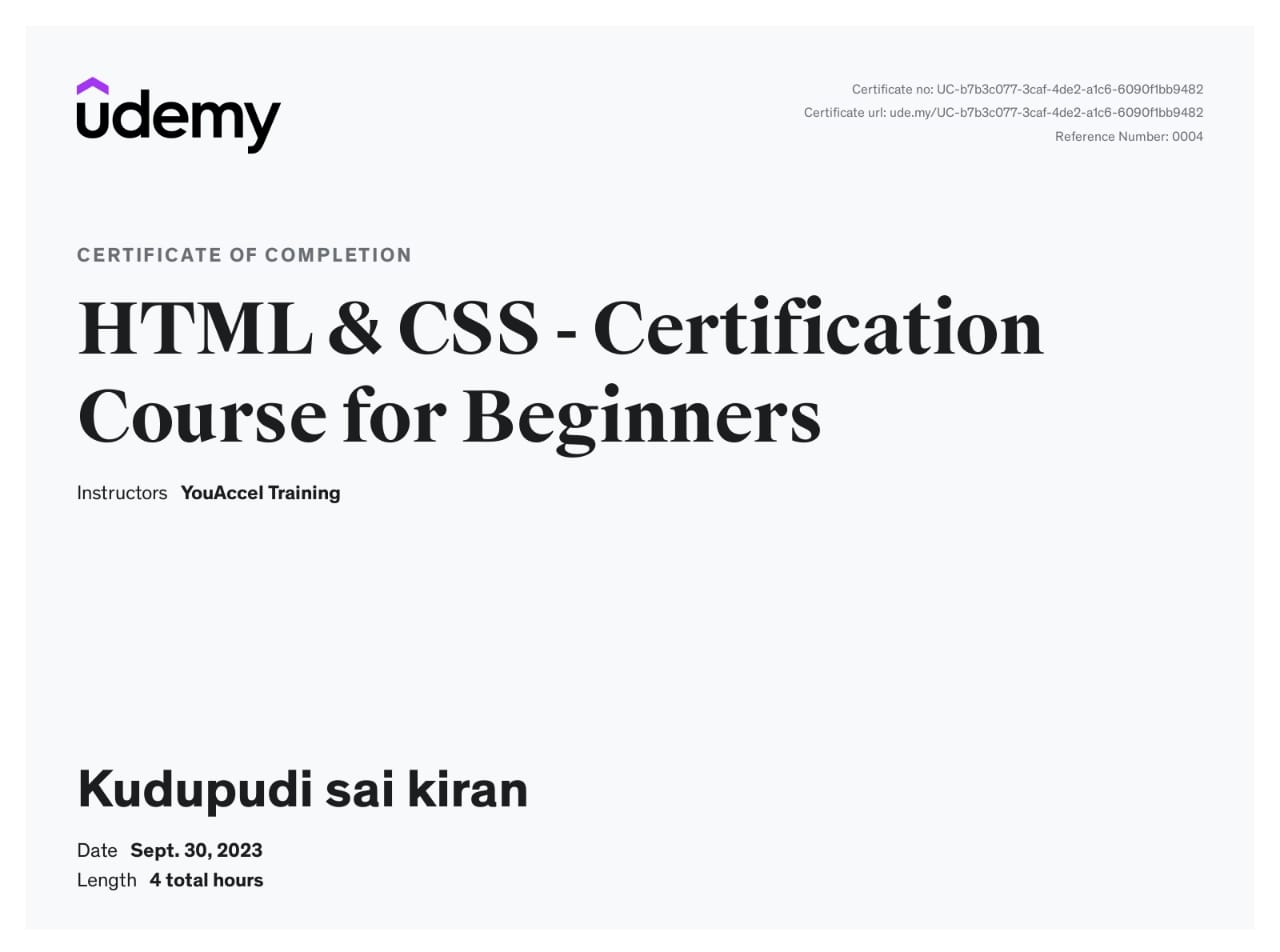 udemy
Certificate no: UC-b7b3c077-3caf-4de2-a1c6-6090f1bb9482
Certificate url: ude.my/UC-b7b3c077-3caf-4de2-a1c6-6090f1bb9482
Reference Number: 0004
CERTIFICATE OF COMPLETION
HTML & CSS - Certification
Course for Beginners
Instructors YouAccel Training
Kudupudi sai kiran
Date Sept. 30, 2023
Length 4 total hours